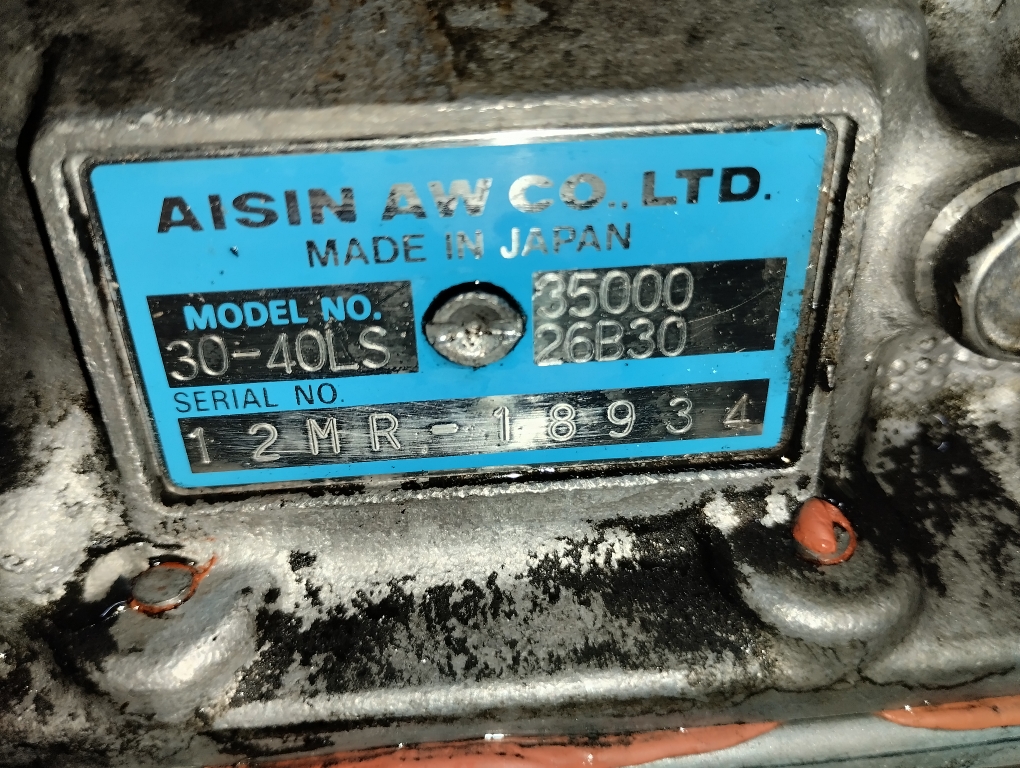 AISIN AW CO., LTD.
MADE IN JAPAN
MODEL NO.
30-40LS
35000
26B30
SERIAL NO.
12MR-18934